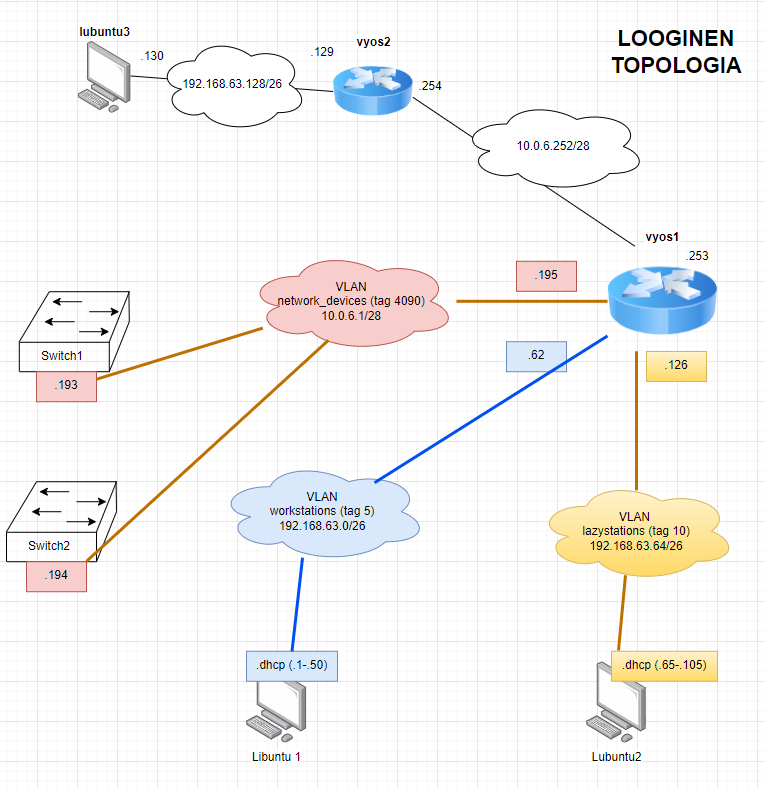 lubuntu3
.130
192.168.63.128/26
.129
vyos2
.254
LOOGINEN
TOPOLOGIA
10.0.6.252/28
vyos1
.253
.195
VLAN
network_devices (tag 4090)
10.0.6.1/28
Switch1
.193
.62
.126
VLAN
workstations (tag 5)
192.168.63.0/26
VLAN
lazystations (tag 10)
192.168.63.64/26
Switch2
.194
.dhcp (.1-.50)
.dhcp (.65-.105)
Libuntu 1
Lubuntu2